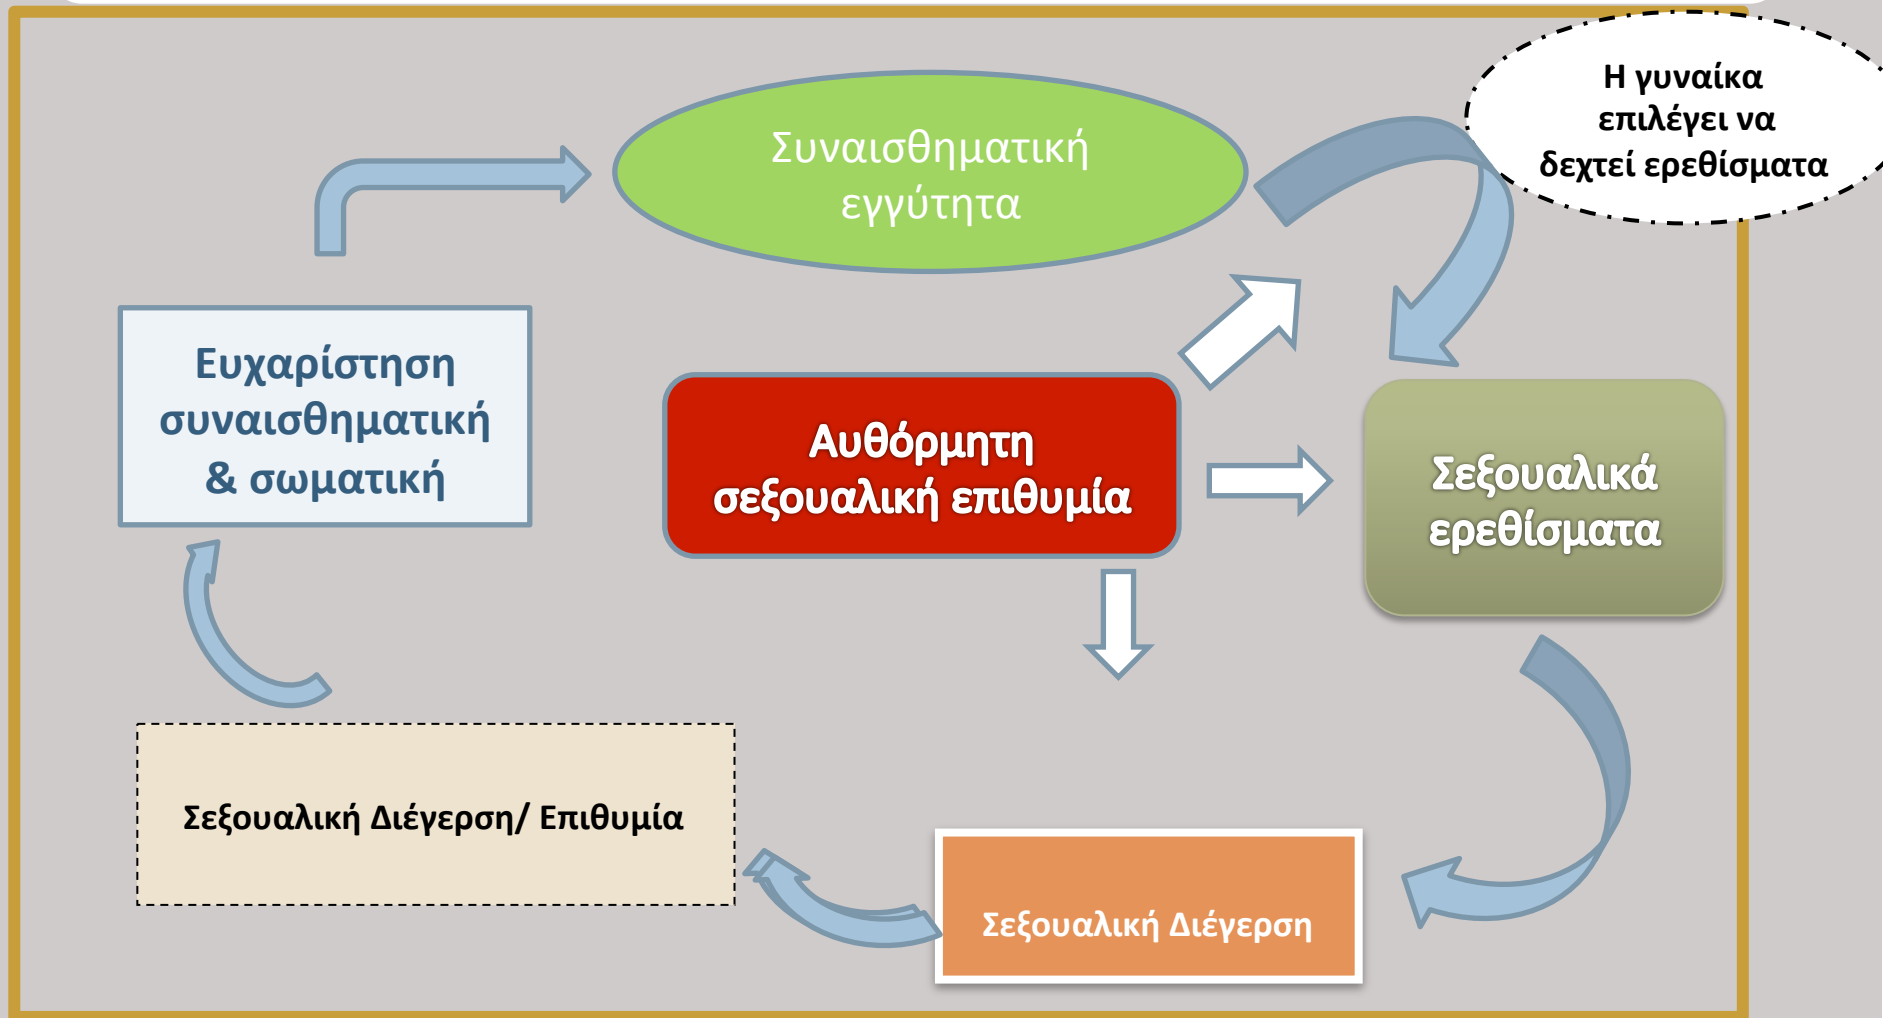 Η γυναίκα
επιλέγει να
δεχτεί ερεθίσματα
Συναισθηματική
εγγύτητα
Ευχαρίστηση
συναισθηματική
& σωματική
Αυθόρμητη
σεξουαλική επιθυμία
Σεξουαλικά
ερεθίσματα
Σεξουαλική Διέγερση/ Επιθυμία
Σεξουαλική Διέγερση